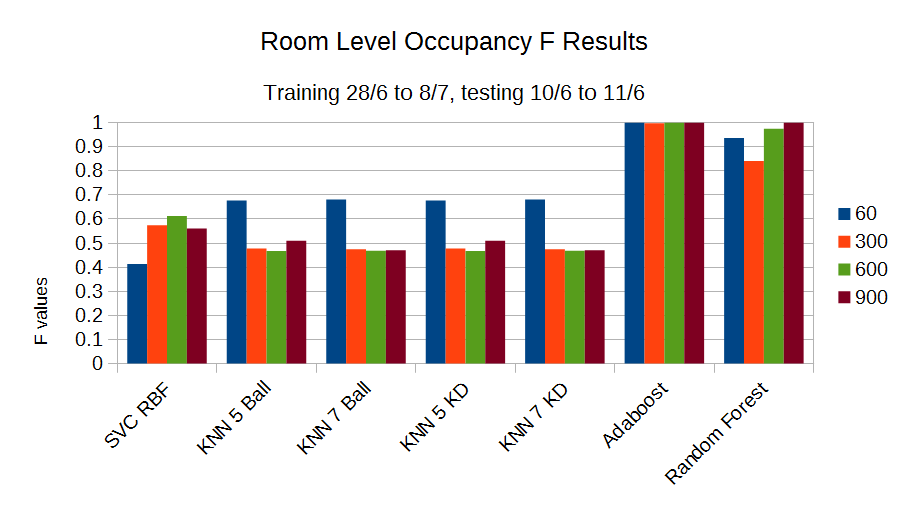 Room Level Occupancy F Results
Training 28/6 to 8/7, testing 10/6 to 11/6
1
0.9
0.8
0.7
0.6
0.5
0.4
0.3
0.2
0.1
0
F values
SVC RBF
KNN 5 Ball
KNN 7 Ball
KNN 5 KD
KNN 7 KD
Adaboost
Random Forest
60
300
600
900